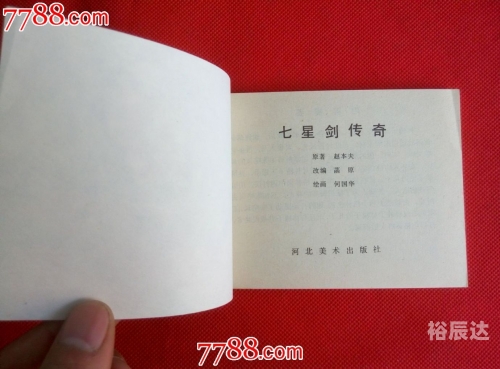 7788.com
七星剑传奇
原著 赵本夫
改编 高原
绘画 何国华
河北美术出版社
裕辰达
7788.com